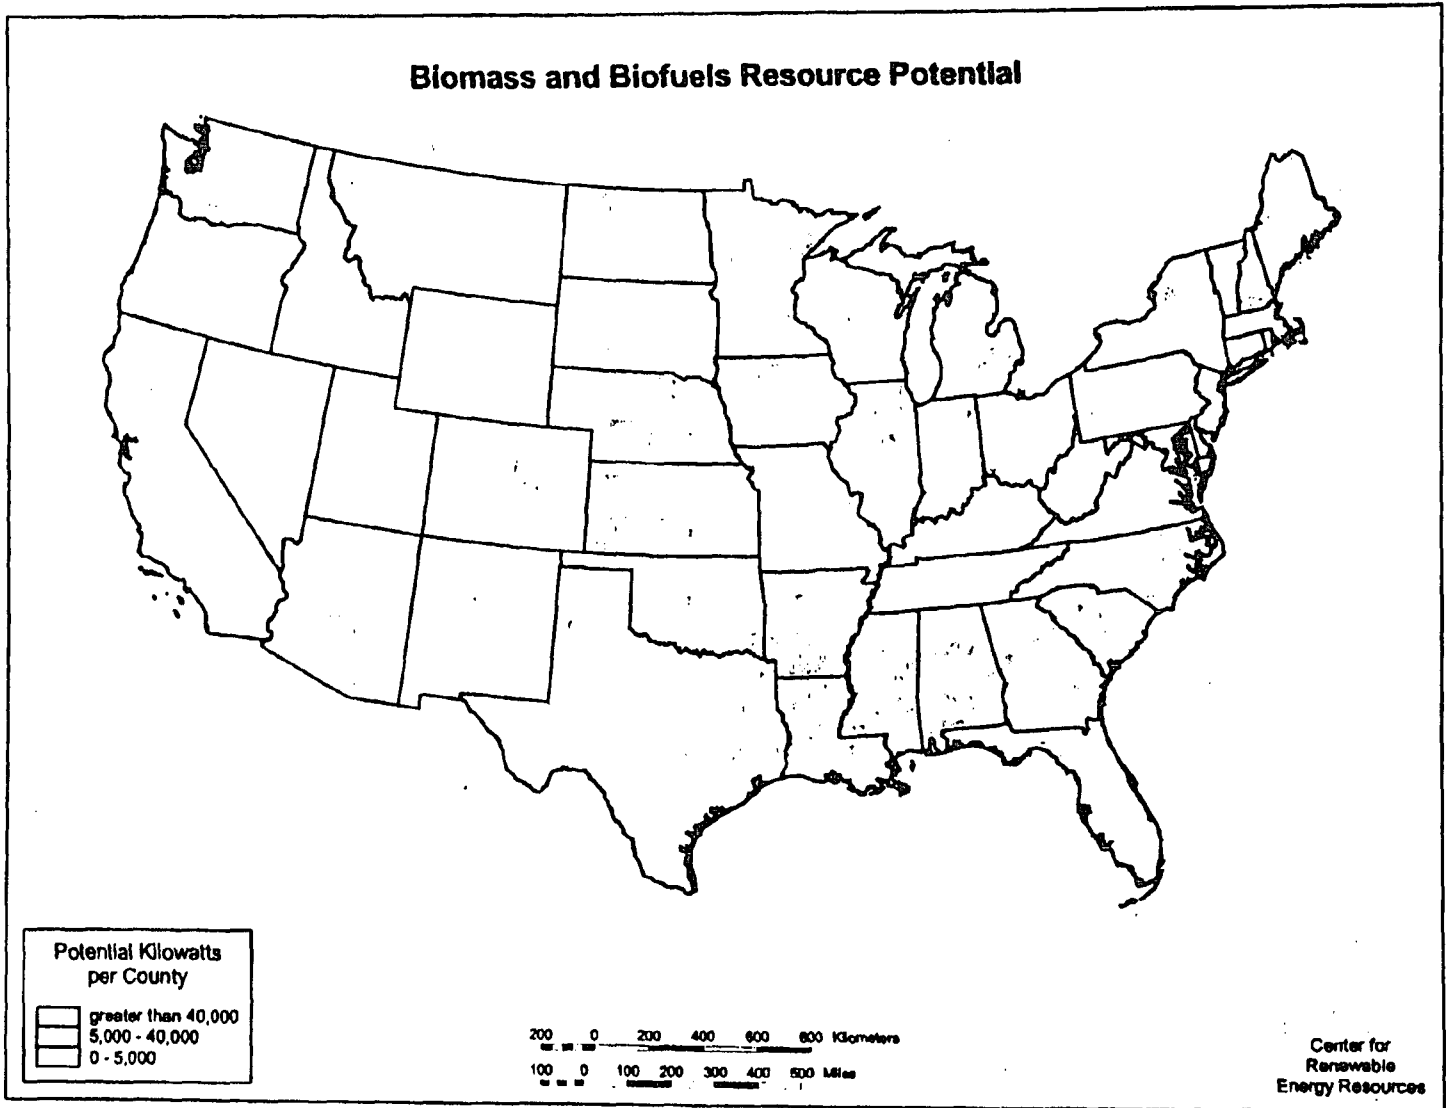 Biomass and Biofuels Resource Potential
Potential Kilowatts
per County
greater than 40,000
5,000 - 40,000
0 - 5,000
200 0 200 400 600 800 Kilometers
100 0 100 200 300 400 500 Miles
Center for
Renewable
Energy Resources